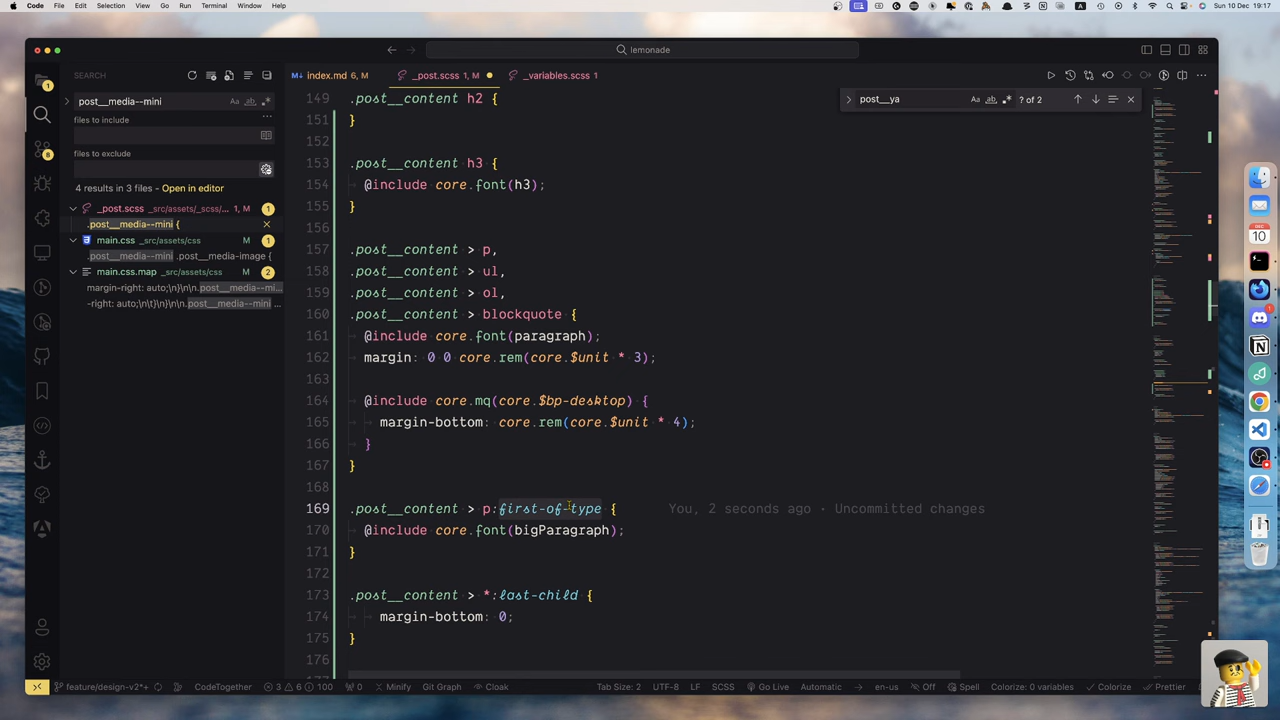 Code File Edit Selection View Go Run Terminal Window Help
Sun 10 Dec 19:17
lemonade
SEARCH
index.md 6, M
_post.scss 1, M
_variables.scss 1
post__media--mini
files to include
files to exclude
4 results in 3 files - Open in editor
_post.scss _src/assets/_scss/... 1, M 1
.post__media--mini {
main.css _src/assets/css M 1
.post__media--mini .post__media-image {
main.css.map _src/assets/css M 2
margin-right: auto;\n}\n\n.post__media--mi...
-right: auto;\n\t}\n}\n\n.post__media--mini ...
post__ya
? of 2
149 .post__content h2 {
151 }
152
153 .post__content h3 {
154 @include core.font(h3);
155 }
156
157 .post__content > p,
158 .post__content > ul,
159 .post__content > ol,
160 .post__content > blockquote {
161 @include core.font(paragraph);
162 margin: 0 0 core.rem(core.$unit * 3);
163
164 @include core.mq(core.$bp-desktop) {
165 margin-bottom: core.rem(core.$unit * 4);
166 }
167 }
168
169 .post__content > p:first-of-type {
You, seconds ago · Uncommitted changes
170 @include core.font(bigParagraph);
171 }
172
173 .post__content > *:last-child {
174 margin-bottom: 0;
175 }
176
feature/design-v2*+
CodeTogether
3 6 100
0
Minify
Git Graph
Cloak
Tab Size: 2
UTF-8
LF
SCSS
Go Live
Automatic
en-us
Off
Spell
Colorize: 0 variables
Colorize
Prettier